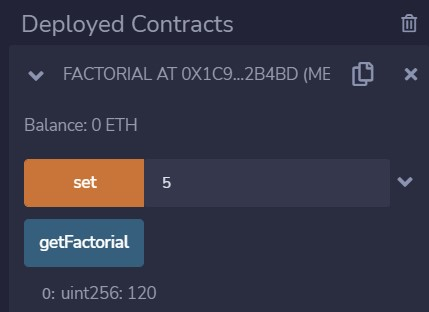 Deployed Contracts
FACTORIAL AT 0X1C9...2B4BD (ME
Balance: 0 ETH
set 5
getFactorial
0: uint256: 120